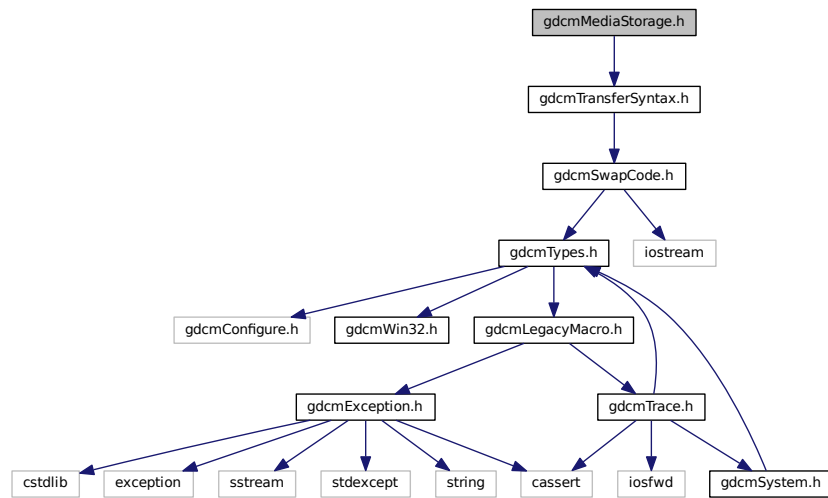 gdcmMediaStorage.h
gdcmTransferSyntax.h
gdcmSwapCode.h
gdcmTypes.h
iostream
gdcmConfigure.h
gdcmWin32.h
gdcmLegacyMacro.h
gdcmException.h
gdcmTrace.h
cstdlib
exception
sstream
stdexcept
string
cassert
iosfwd
gdcmSystem.h